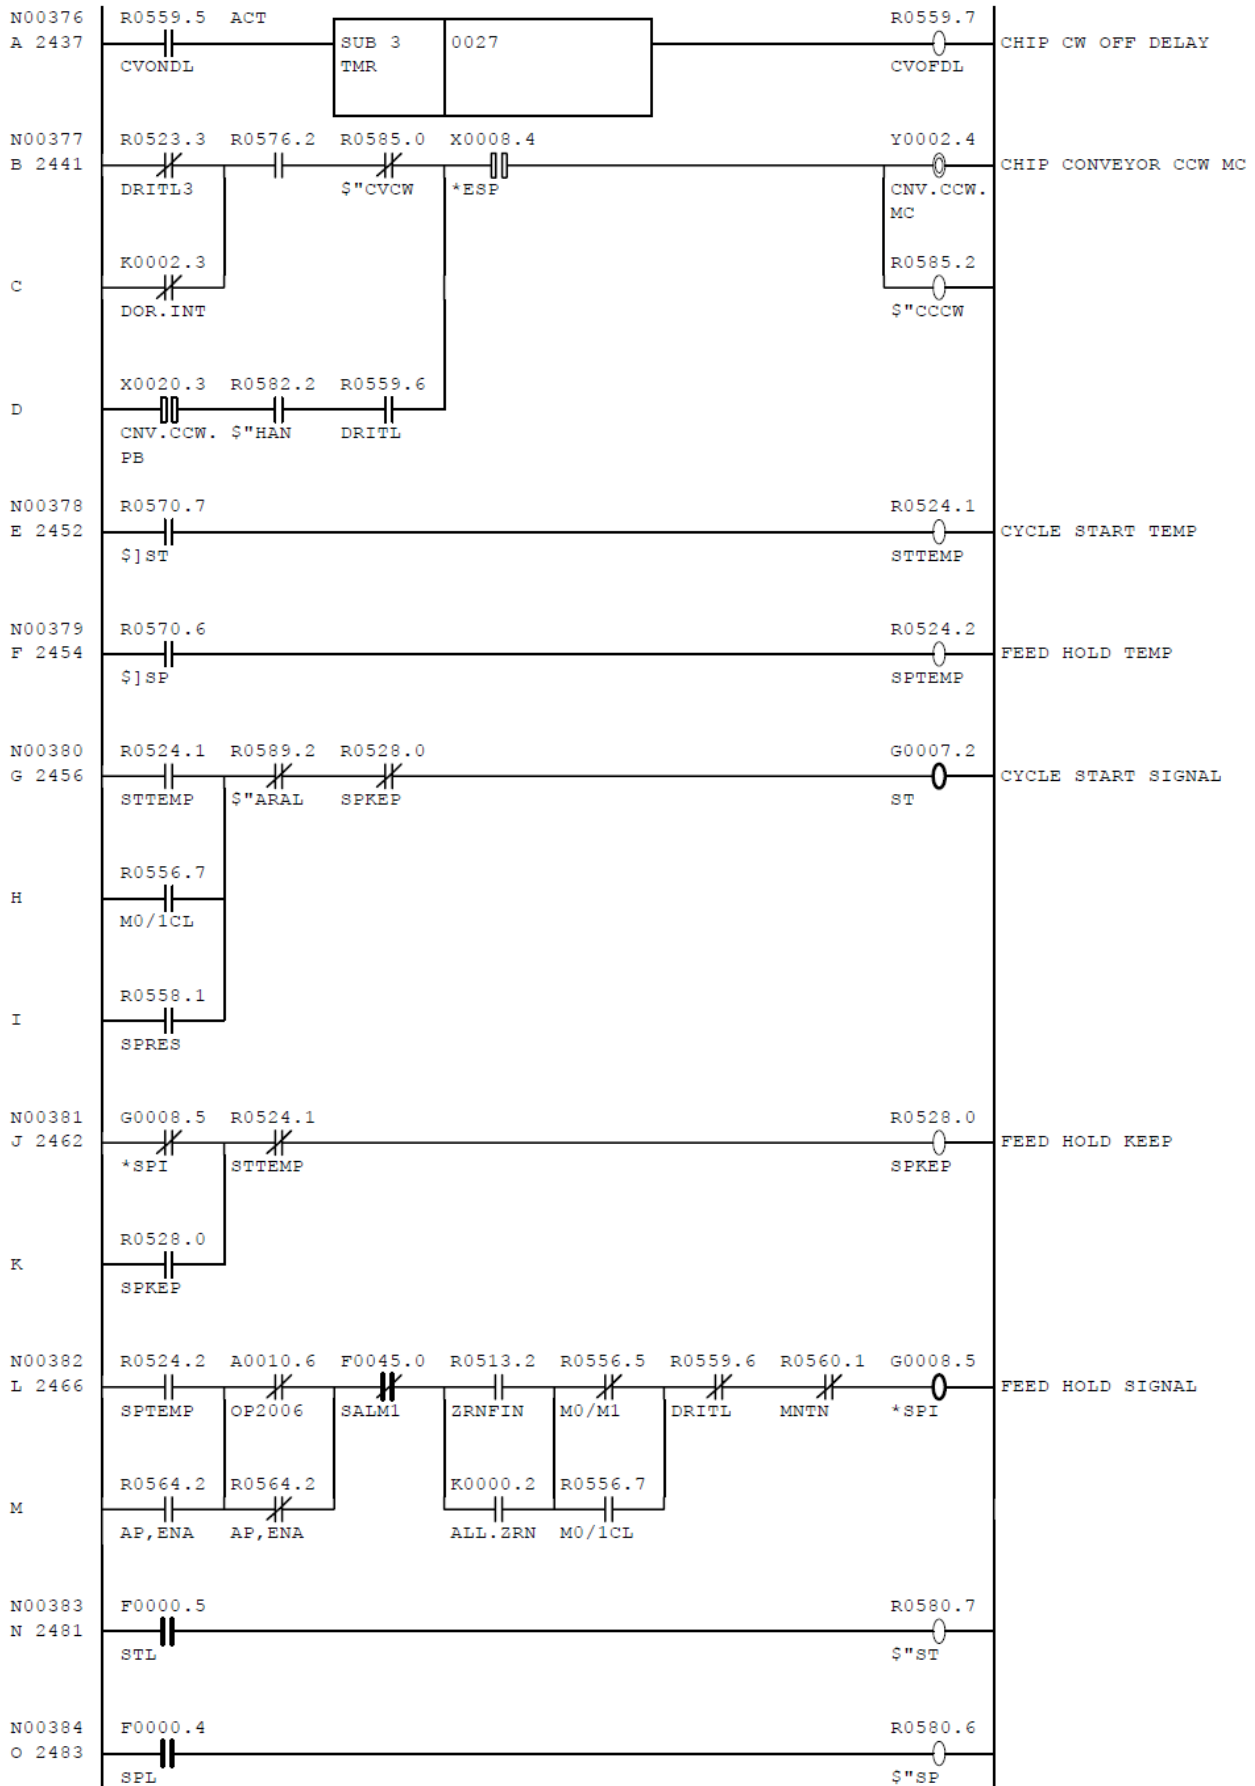 N00376 R0559.5 ACT R0559.7
A 2437 SUB 3 0027 CHIP CW OFF DELAY
CVONDL TMR CVOFDL
N00377 R0523.3 R0576.2 R0585.0 X0008.4 Y0002.4
B 2441 CHIP CONVEYOR CCW MC
DRITL3 $"CVCW *ESP CNV.CCW.
MC
K0002.3 R0585.2
C
DOR.INT $"CCCW
X0020.3 R0582.2 R0559.6
D
CNV.CCW. $"HAN DRITL
PB
N00378 R0570.7 R0524.1
E 2452 CYCLE START TEMP
$]ST STTEMP
N00379 R0570.6 R0524.2
F 2454 FEED HOLD TEMP
$]SP SPTEMP
N00380 R0524.1 R0589.2 R0528.0 G0007.2
G 2456 CYCLE START SIGNAL
STTEMP $"ARAL SPKEP ST
R0556.7
H
M0/1CL
R0558.1
I
SPRES
N00381 G0008.5 R0524.1 R0528.0
J 2462 FEED HOLD KEEP
*SPI STTEMP SPKEP
R0528.0
K
SPKEP
N00382 R0524.2 A0010.6 F0045.0 R0513.2 R0556.5 R0559.6 R0560.1 G0008.5
L 2466 FEED HOLD SIGNAL
SPTEMP OP2006 SALM1 ZRNFIN M0/M1 DRITL MNTN *SPI
R0564.2 R0564.2 K0000.2 R0556.7
M
AP,ENA AP,ENA ALL.ZRN M0/1CL
N00383 F0000.5 R0580.7
N 2481
STL $"ST
N00384 F0000.4 R0580.6
O 2483
SPL $"SP